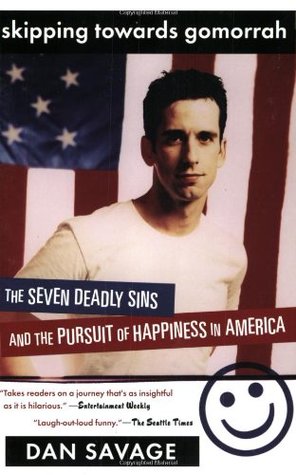 skipping towards gomorrah
THE SEVEN DEADLY SINS
AND THE PURSUIT OF HAPPINESS IN AMERICA
"Takes readers on a journey that's as insightful
as it is hilarious." —Entertainment Weekly
"Laugh-out-loud funny." —The Seattle Times
DAN SAVAGE